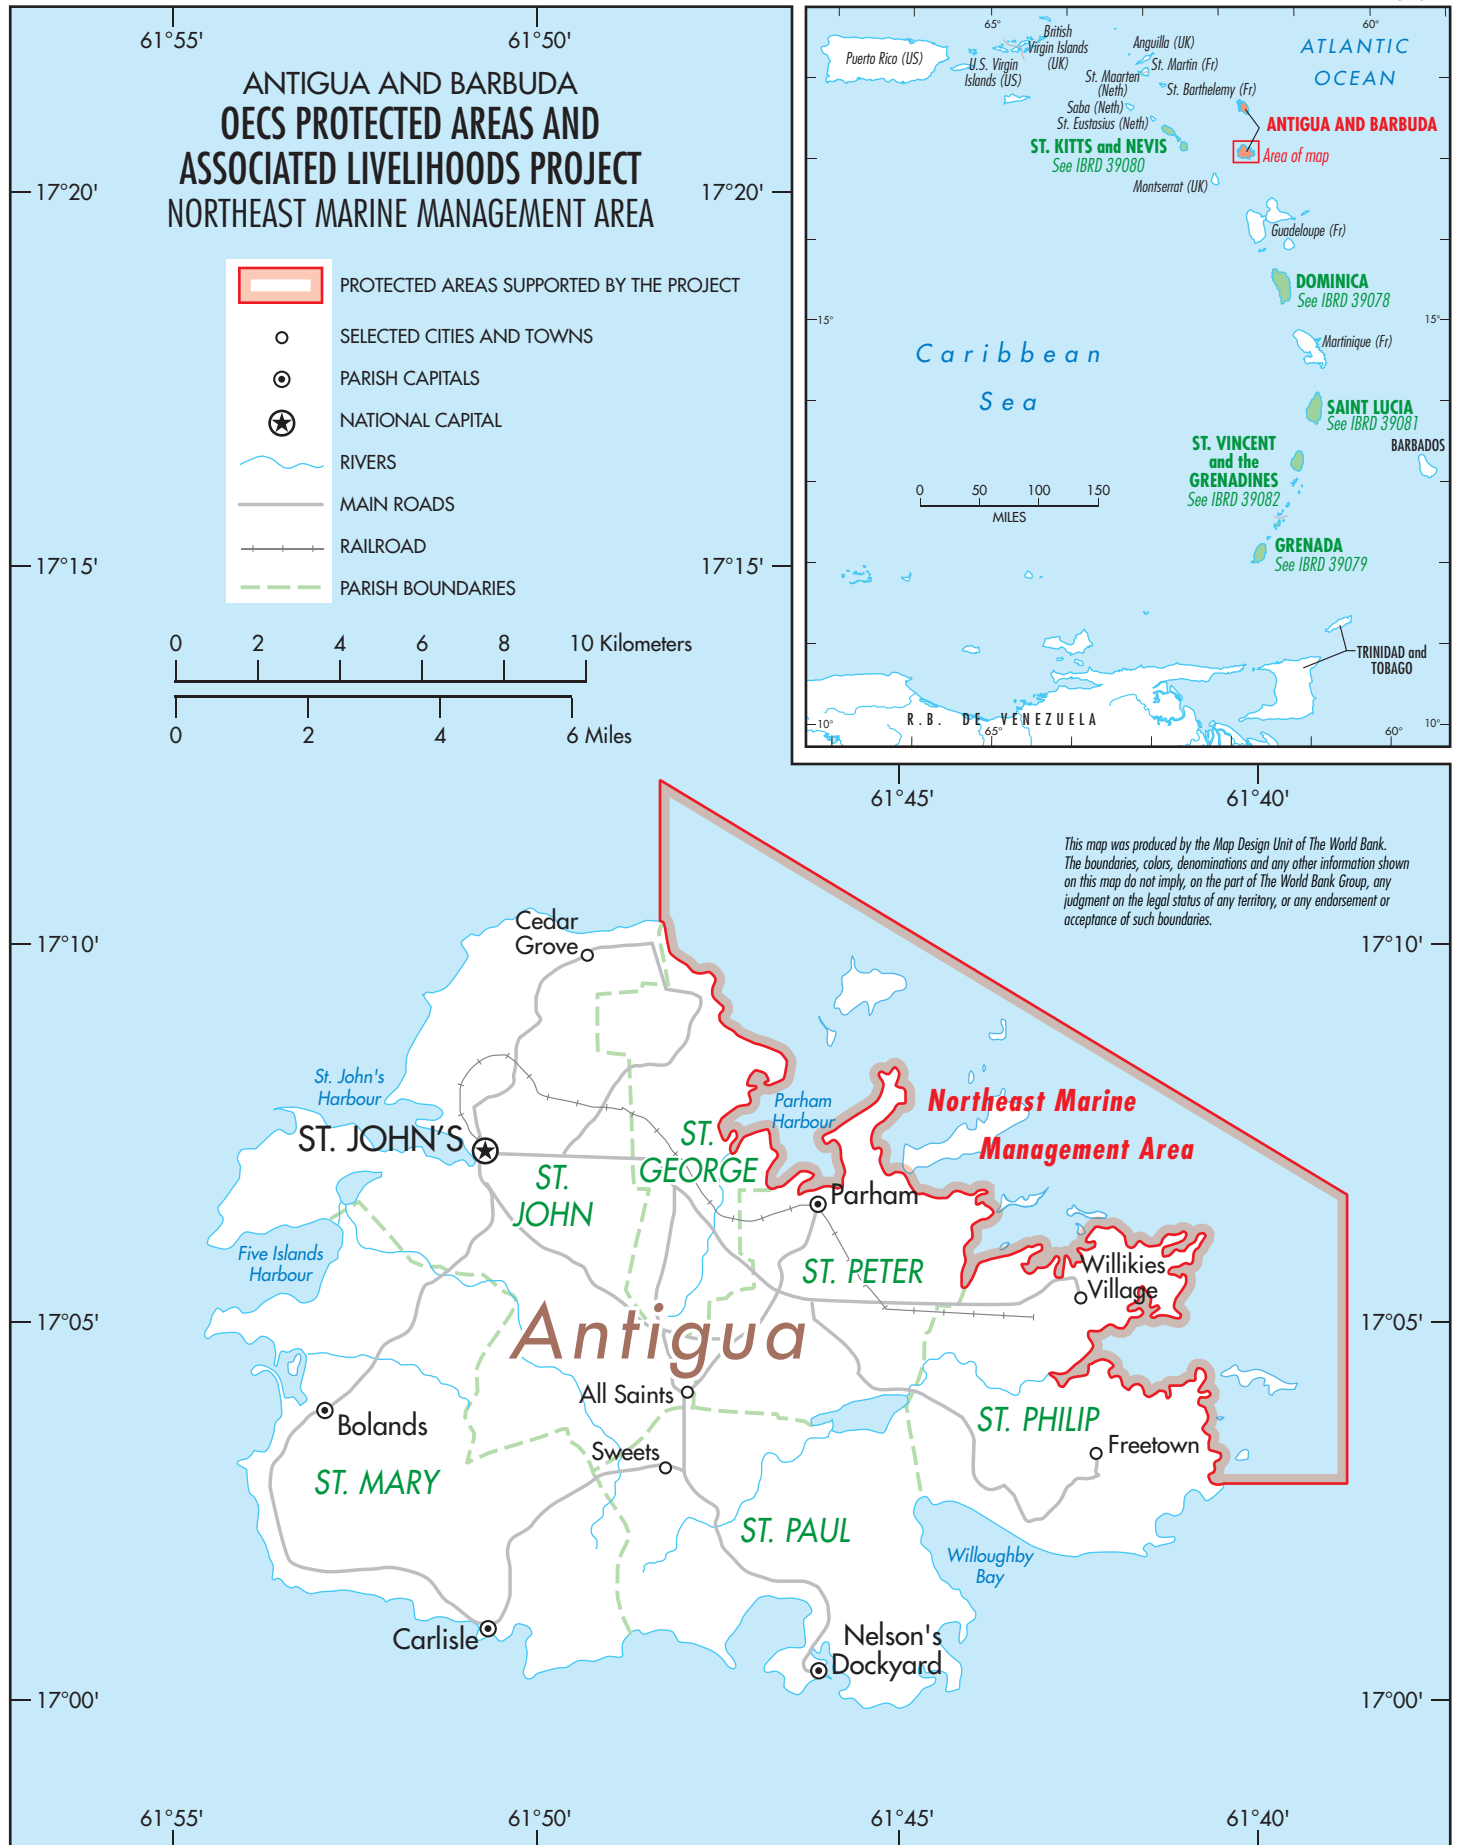 61°55'
61°50'
ANTIGUA AND BARBUDA
OECS PROTECTED AREAS AND
ASSOCIATED LIVELIHOODS PROJECT
NORTHEAST MARINE MANAGEMENT AREA
17°20'
17°20'
PROTECTED AREAS SUPPORTED BY THE PROJECT
SELECTED CITIES AND TOWNS
PARISH CAPITALS
NATIONAL CAPITAL
RIVERS
MAIN ROADS
RAILROAD
PARISH BOUNDARIES
17°15'
17°15'
0 2 4 6 8 10 Kilometers
0 2 4 6 Miles
65°
60°
Puerto Rico (US)
U.S. Virgin
Islands (US)
British
Virgin Islands
(UK)
Anguilla (UK)
St. Martin (Fr)
St. Maarten
(Neth)
St. Barthelemy (Fr)
Saba (Neth)
St. Eustasius (Neth)
ATLANTIC
OCEAN
ANTIGUA AND BARBUDA
Area of map
ST. KITTS and NEVIS
See IBRD 39080
Montserrat (UK)
Guadeloupe (Fr)
DOMINICA
See IBRD 39078
15°
15°
Martinique (Fr)
Caribbean
Sea
SAINT LUCIA
See IBRD 39081
ST. VINCENT
and the
GRENADINES
See IBRD 39082
BARBADOS
0 50 100 150
MILES
GRENADA
See IBRD 39079
TRINIDAD and
TOBAGO
R.B. DE VENEZUELA
10°
10°
65°
60°
61°45'
61°40'
This map was produced by the Map Design Unit of The World Bank.
The boundaries, colors, denominations and any other information shown
on this map do not imply, on the part of The World Bank Group, any
judgment on the legal status of any territory, or any endorsement or
acceptance of such boundaries.
17°10'
17°10'
Cedar
Grove
St. John's
Harbour
Parham
Harbour
Northeast Marine
Management Area
ST. JOHN'S
ST.
GEORGE
ST.
JOHN
Parham
Five Islands
Harbour
ST. PETER
Willikies
Village
17°05'
17°05'
Antigua
All Saints
Bolands
ST. PHILIP
Freetown
Sweets
ST. MARY
ST. PAUL
Willoughby
Bay
Carlisle
Nelson's
Dockyard
17°00'
17°00'
61°55'
61°50'
61°45'
61°40'